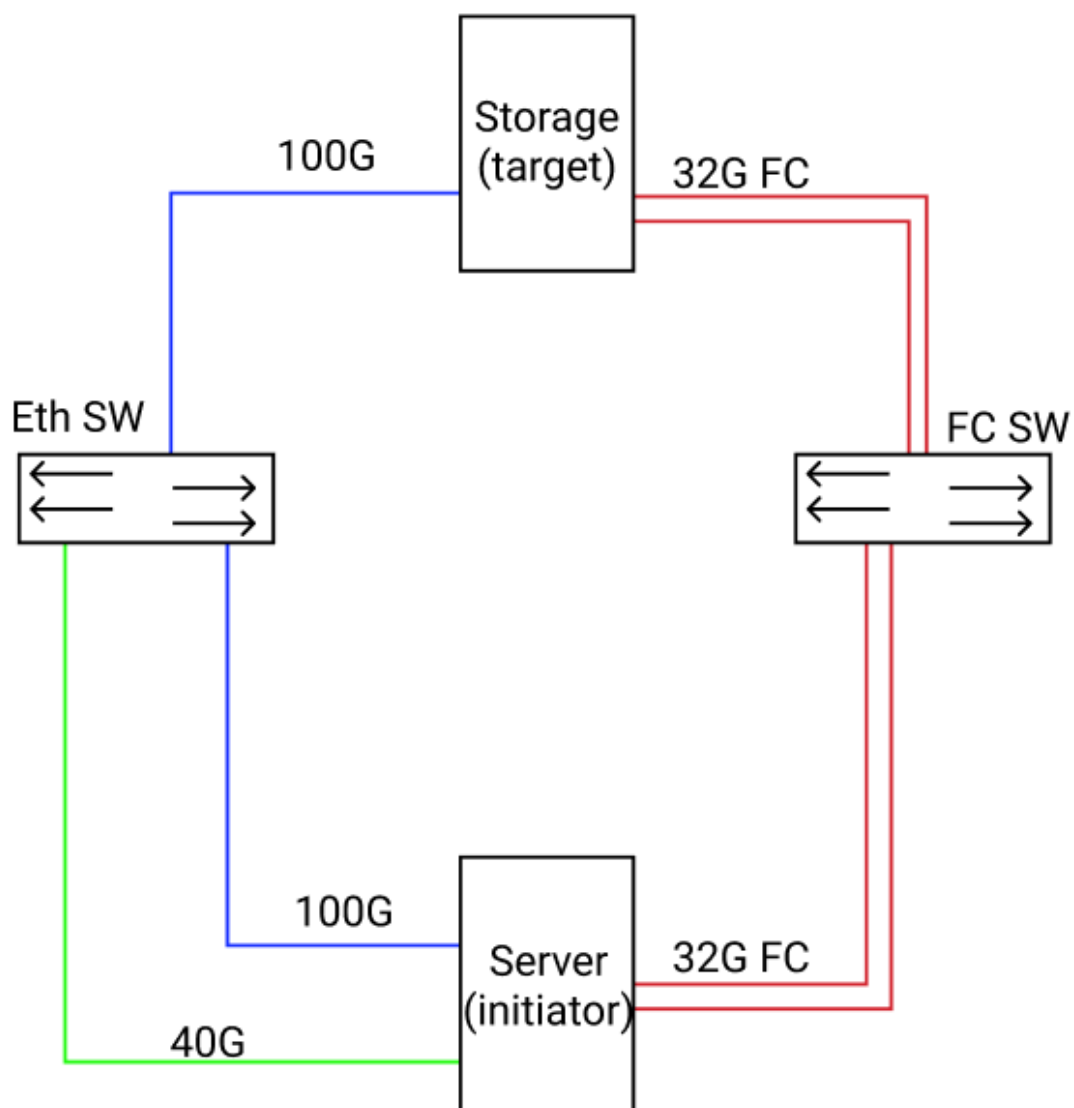 Storage
(target)
100G
32G FC
Eth SW
FC SW
100G
Server
(initiator)
32G FC
40G